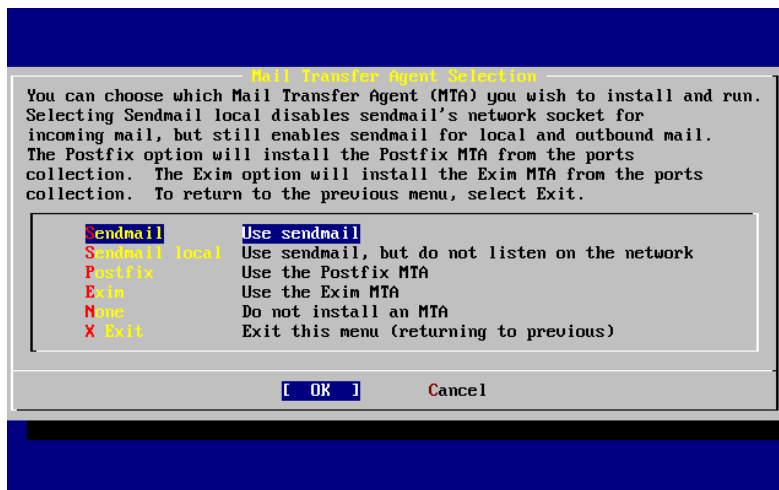 Mail Transfer Agent Selection
You can choose which Mail Transfer Agent (MTA) you wish to install and run.
Selecting Sendmail local disables sendmail's network socket for
incoming mail, but still enables sendmail for local and outbound mail.
The Postfix option will install the Postfix MTA from the ports
collection.  The Exim option will install the Exim MTA from the ports
collection.  To return to the previous menu, select Exit.
Sendmail Use sendmail
Sendmail local Use sendmail, but do not listen on the network
Postfix Use the Postfix MTA
Exim Use the Exim MTA
None Do not install an MTA
X Exit Exit this menu (returning to previous)
[ OK ] Cancel